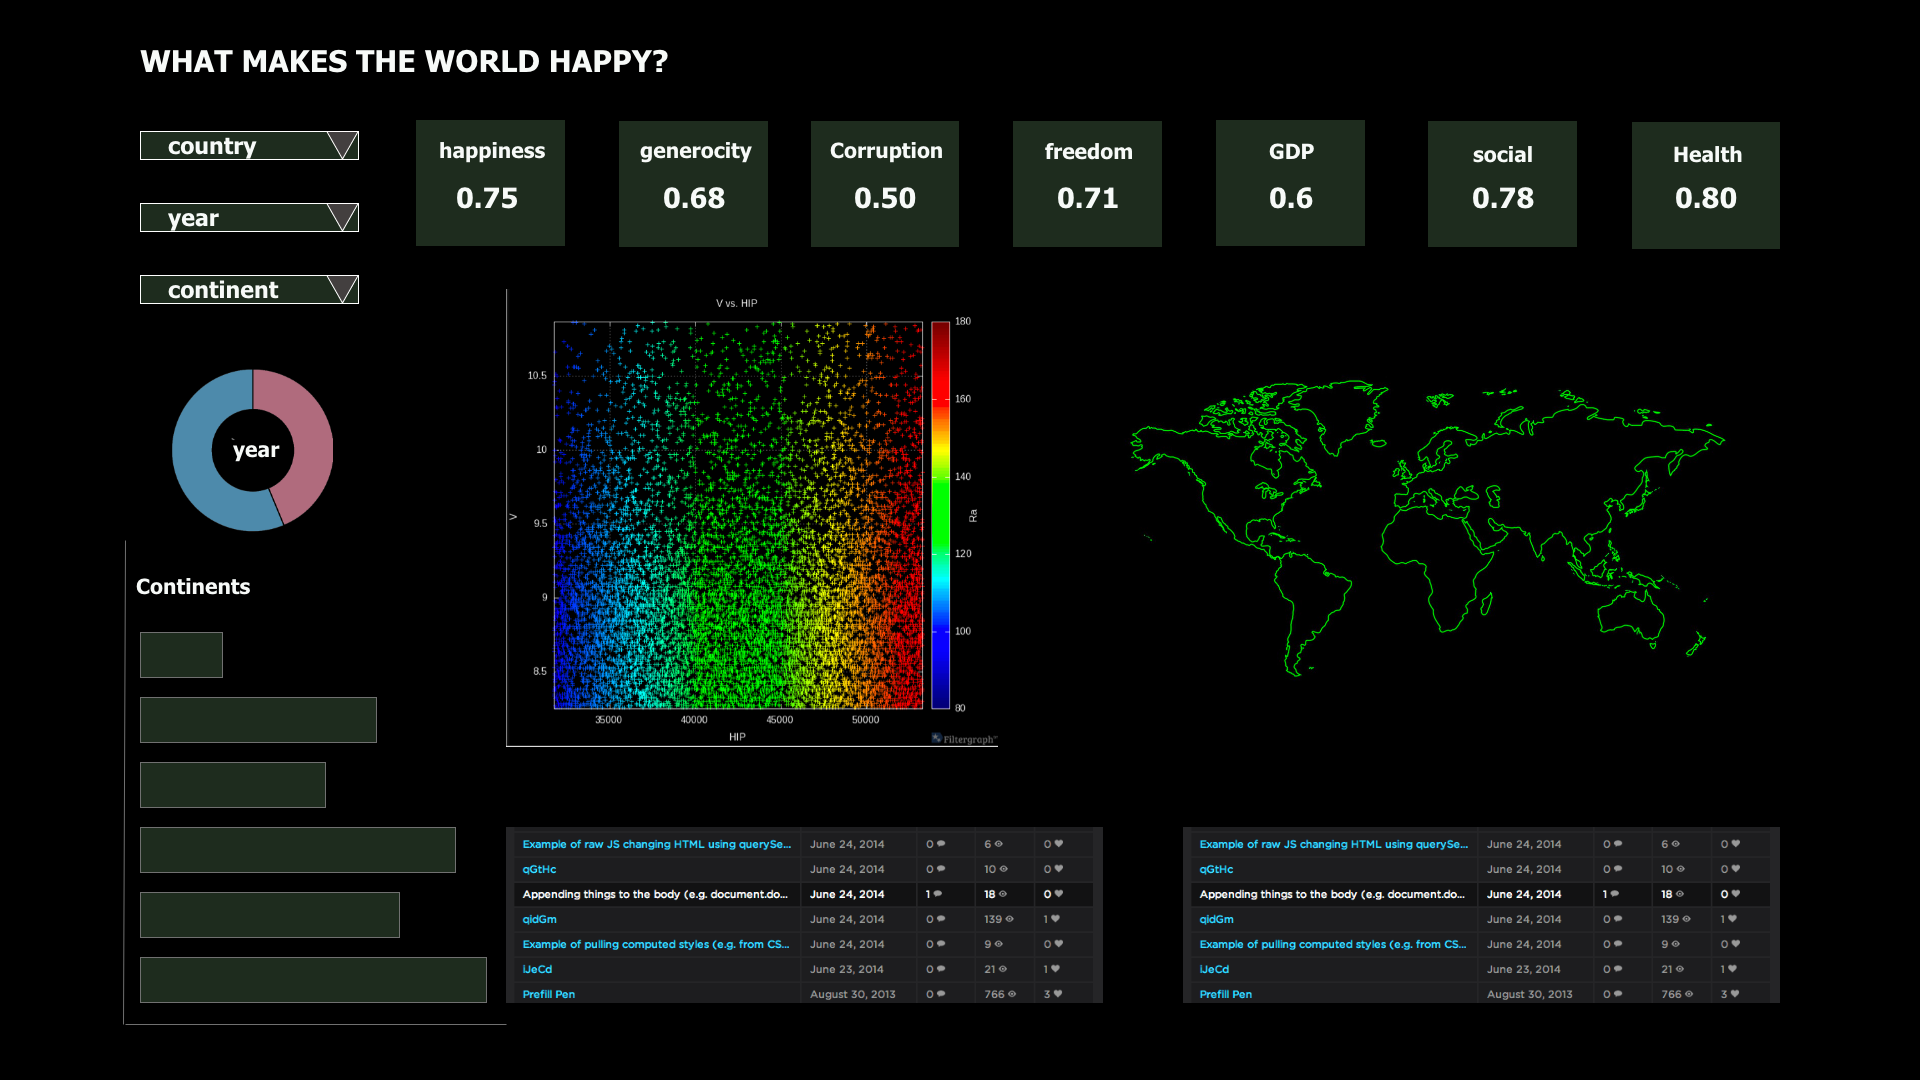 WHAT MAKES THE WORLD HAPPY?
country
year
continent
happiness
0.75
generocity
0.68
Corruption
0.50
freedom
0.71
GDP
0.6
social
0.78
Health
0.80
year
Continents
V vs. HIP
V
10.5
10
9.5
9
8.5
35000 40000 45000 50000
HIP
180
160
140
120
100
80
Ra
Filtergraph™
Example of raw JS changing HTML using querySe... June 24, 2014 0 6 0
qGtHc June 24, 2014 0 10 0
Appending things to the body (e.g. document.do... June 24, 2014 1 18 0
qidGm June 24, 2014 0 139 1
Example of pulling computed styles (e.g. from CS... June 24, 2014 0 9 0
iJeCd June 23, 2014 0 21 1
Prefill Pen August 30, 2013 0 766 3
Example of raw JS changing HTML using querySe... June 24, 2014 0 6 0
qGtHc June 24, 2014 0 10 0
Appending things to the body (e.g. document.do... June 24, 2014 1 18 0
qidGm June 24, 2014 0 139 1
Example of pulling computed styles (e.g. from CS... June 24, 2014 0 9 0
iJeCd June 23, 2014 0 21 1
Prefill Pen August 30, 2013 0 766 3